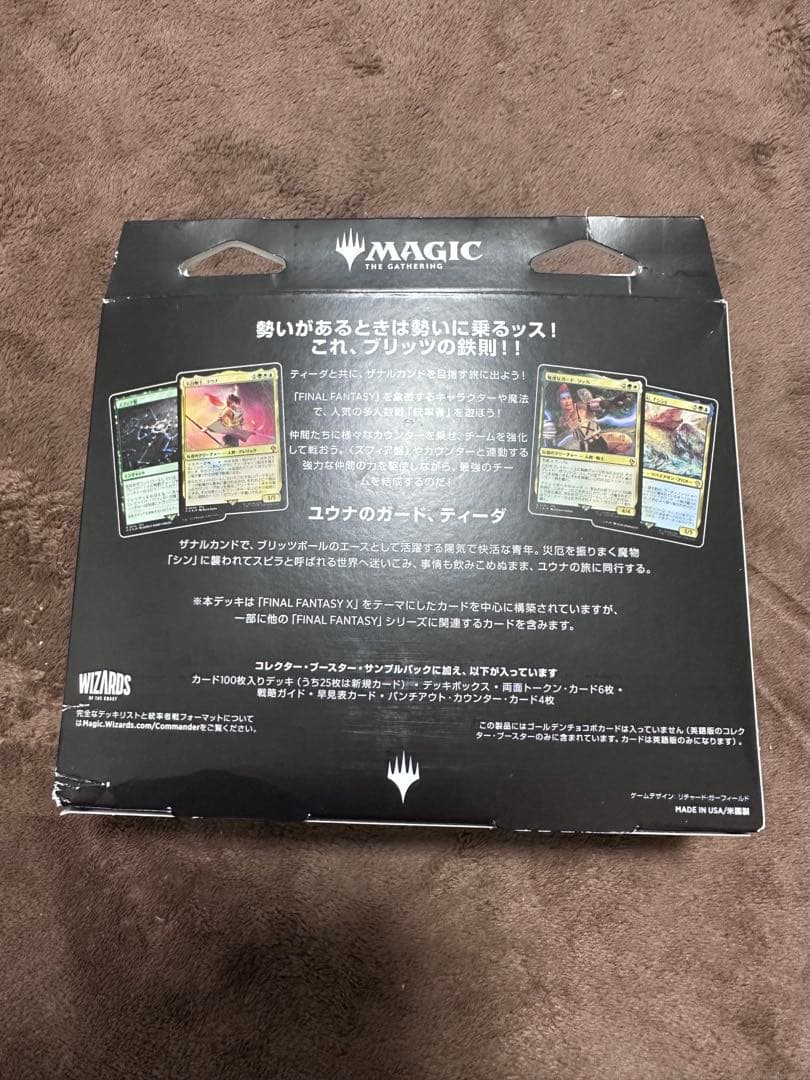 MAGIC
THE GATHERING
勢いがあるときは勢いに乗るッス！
これ、ブリッツの鉄則！！
ティーダと共に、ザナルカンドを目指す旅に出よう！
「FINAL FANTASY」を象徴するキャラクターや魔法
で、人気の多人数戦「統率者」を遊ぼう！
仲間たちに様々なカウンターを乗せ、チームを強化
して戦おう。〈スフィア盤〉やカウンターと連動する
強力な仲間の力を駆使しながら、最強のチー
ムを結成するのだ！
ユウナのガード、ティーダ
ザナルカンドで、ブリッツボールのエースとして活躍する陽気で快活な青年。災厄を振りまく魔物
「シン」に襲われてスピラと呼ばれる世界へ迷いこみ、事情も飲みこめぬまま、ユウナの旅に同行する。
※本デッキは「FINAL FANTASY X」をテーマにしたカードを中心に構築されていますが、
一部に他の「FINAL FANTASY」シリーズに関連するカードを含みます。
コレクター・ブースター・サンプルパックに加え、以下が入っています
カード100枚入りデッキ（うち25枚は新規カード）・デッキボックス・両面トークン・カード6枚・
戦略ガイド・早見表カード・パンチアウト・カウンター・カード4枚
WIZARDS
OF THE COAST
完全なデッキリストと統率者戦フォーマットについて
はMagic.Wizards.com/Commanderをご覧ください。
この製品にはゴールデンチョコボカードは入っていません（英語版のコレク
ター・ブースターのみに含まれています。カードは英語版のみになります）。
ゲームデザイン：リチャード・ガーフィールド
MADE IN USA/米国製